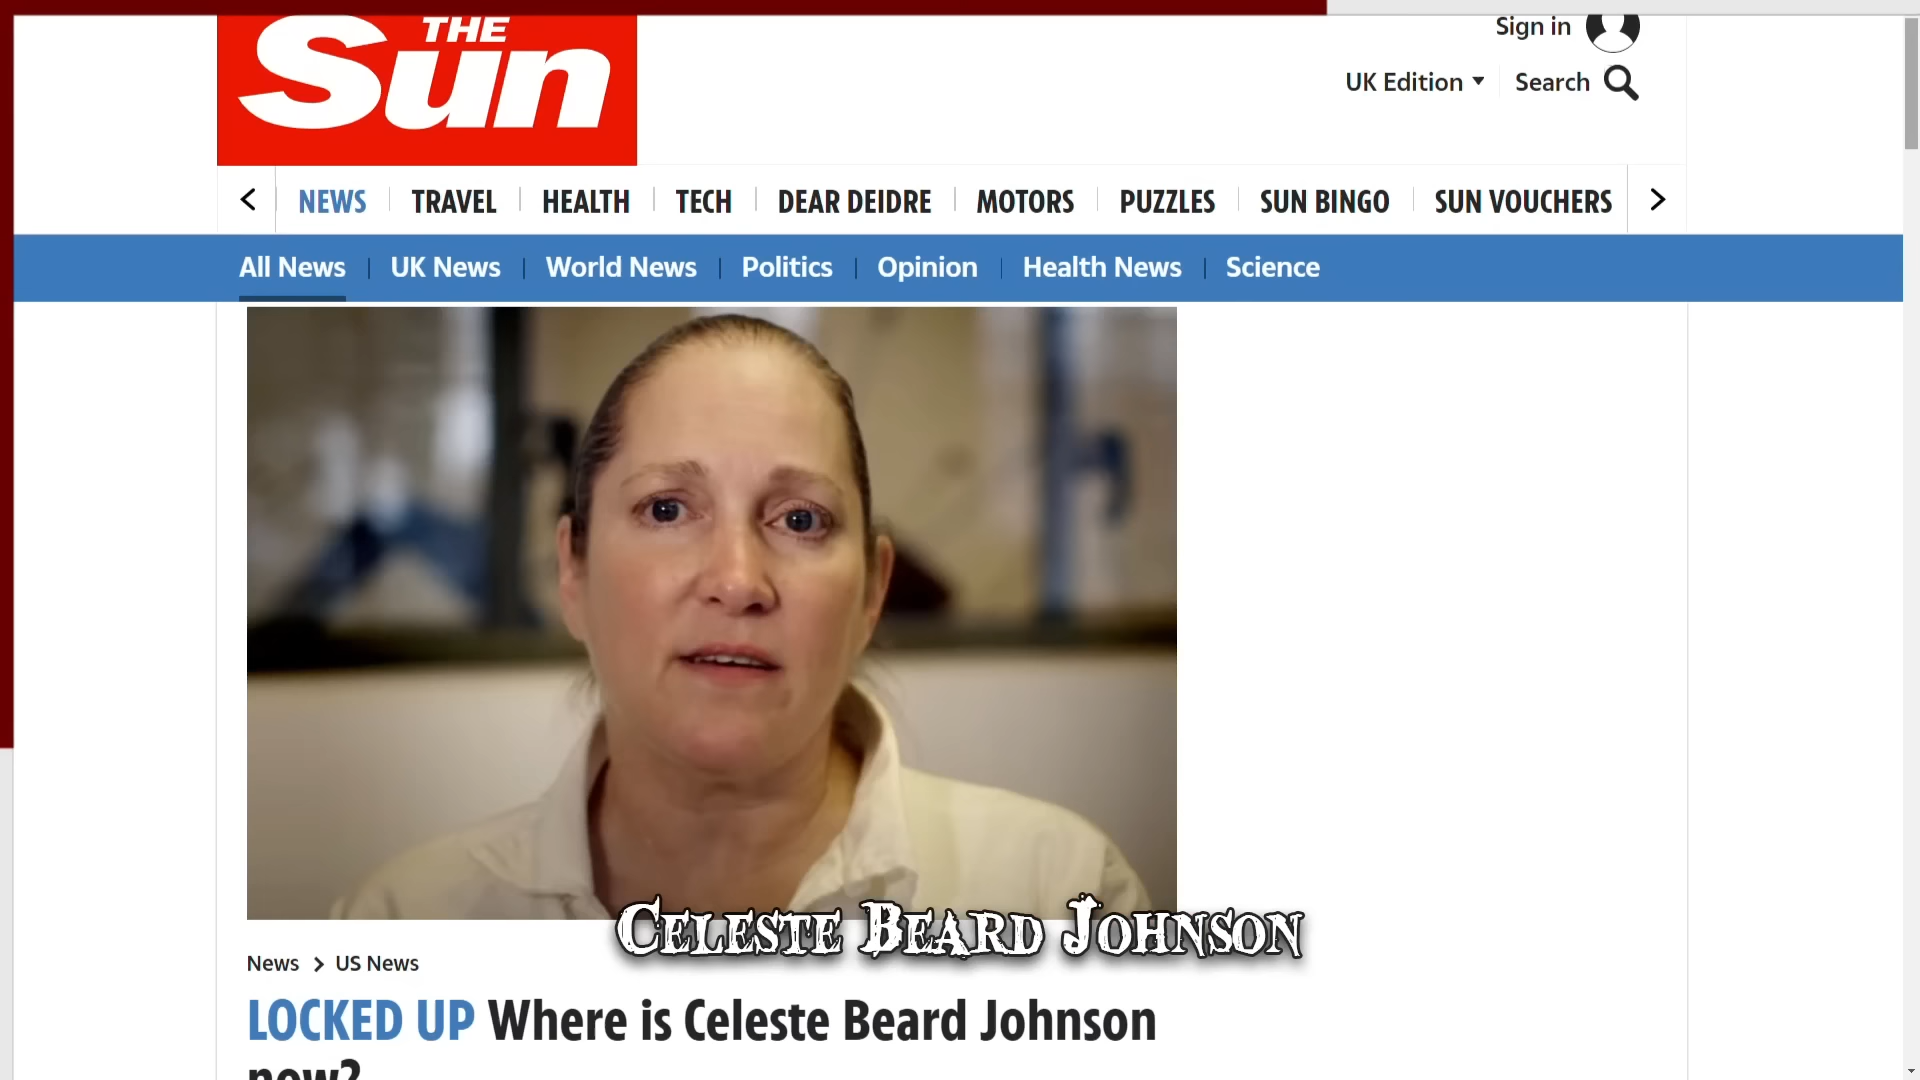 THE
Sun
Sign in
UK Edition
Search
NEWS
TRAVEL
HEALTH
TECH
DEAR DEIDRE
MOTORS
PUZZLES
SUN BINGO
SUN VOUCHERS
All News
UK News
World News
Politics
Opinion
Health News
Science
Celeste Beard Johnson
News > US News
LOCKED UP Where is Celeste Beard Johnson
now?